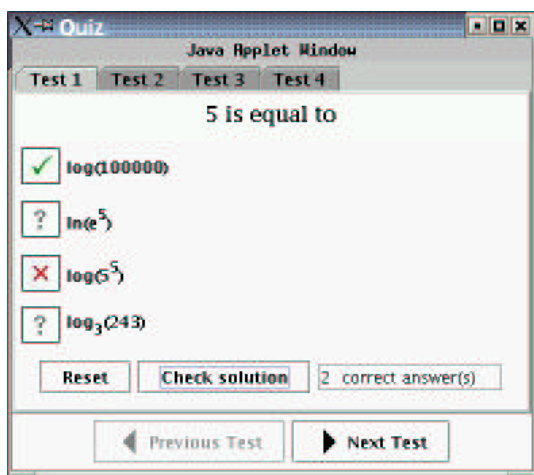 Quiz
Java Applet Window
Test 1 Test 2 Test 3 Test 4
5 is equal to
log(100000)
? ln(e⁵)
log(5⁵)
? log₃(243)
Reset Check solution 2 correct answer(s)
Previous Test Next Test